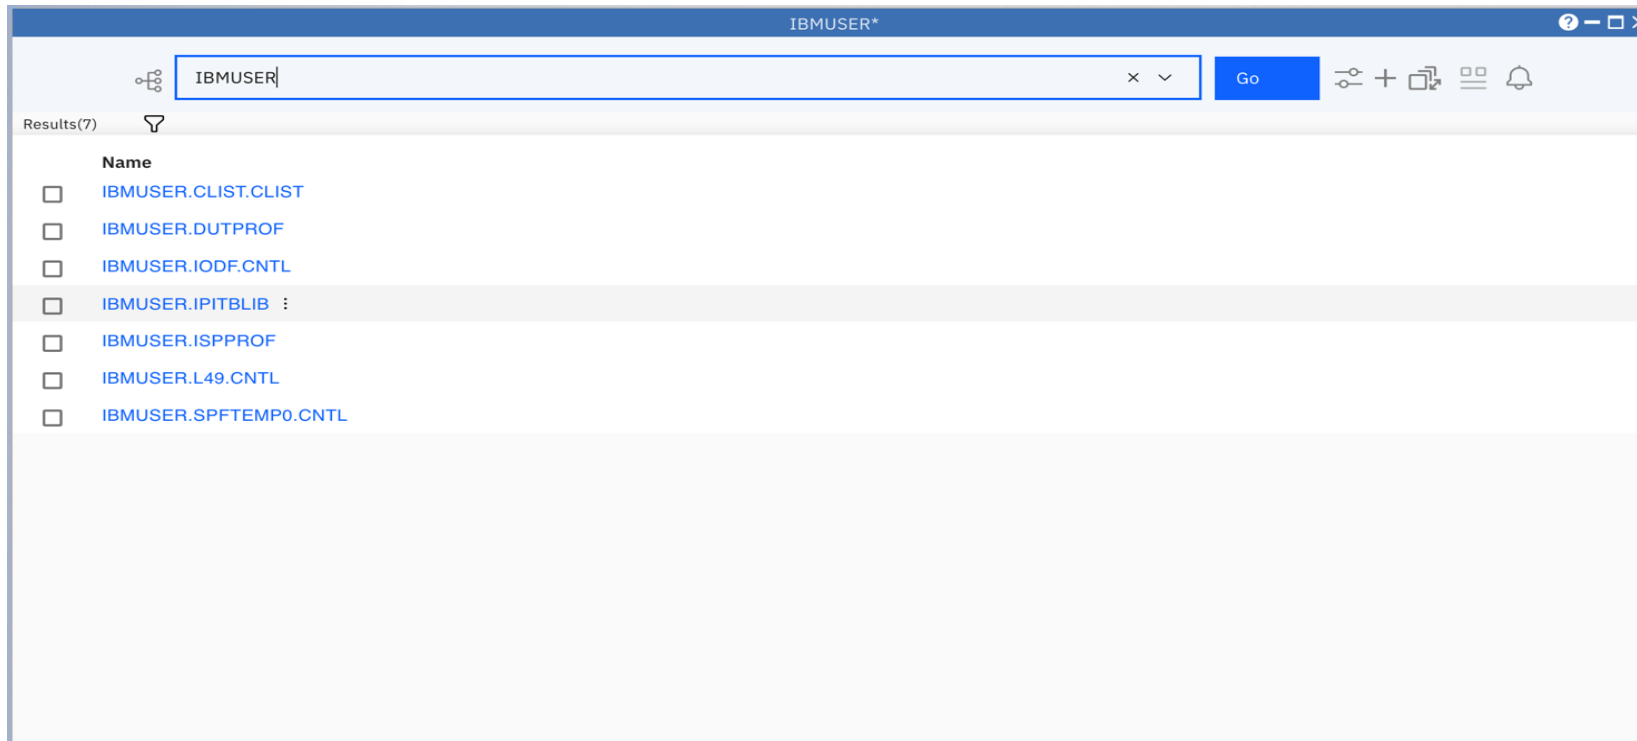 IBMUSER*
IBMUSER
Go
Results(7)
Name
IBMUSER.CLIST.CLIST
IBMUSER.DUTPROF
IBMUSER.IODF.CNTL
IBMUSER.IPITBLIB
IBMUSER.ISPPROF
IBMUSER.L49.CNTL
IBMUSER.SPFTEMP0.CNTL